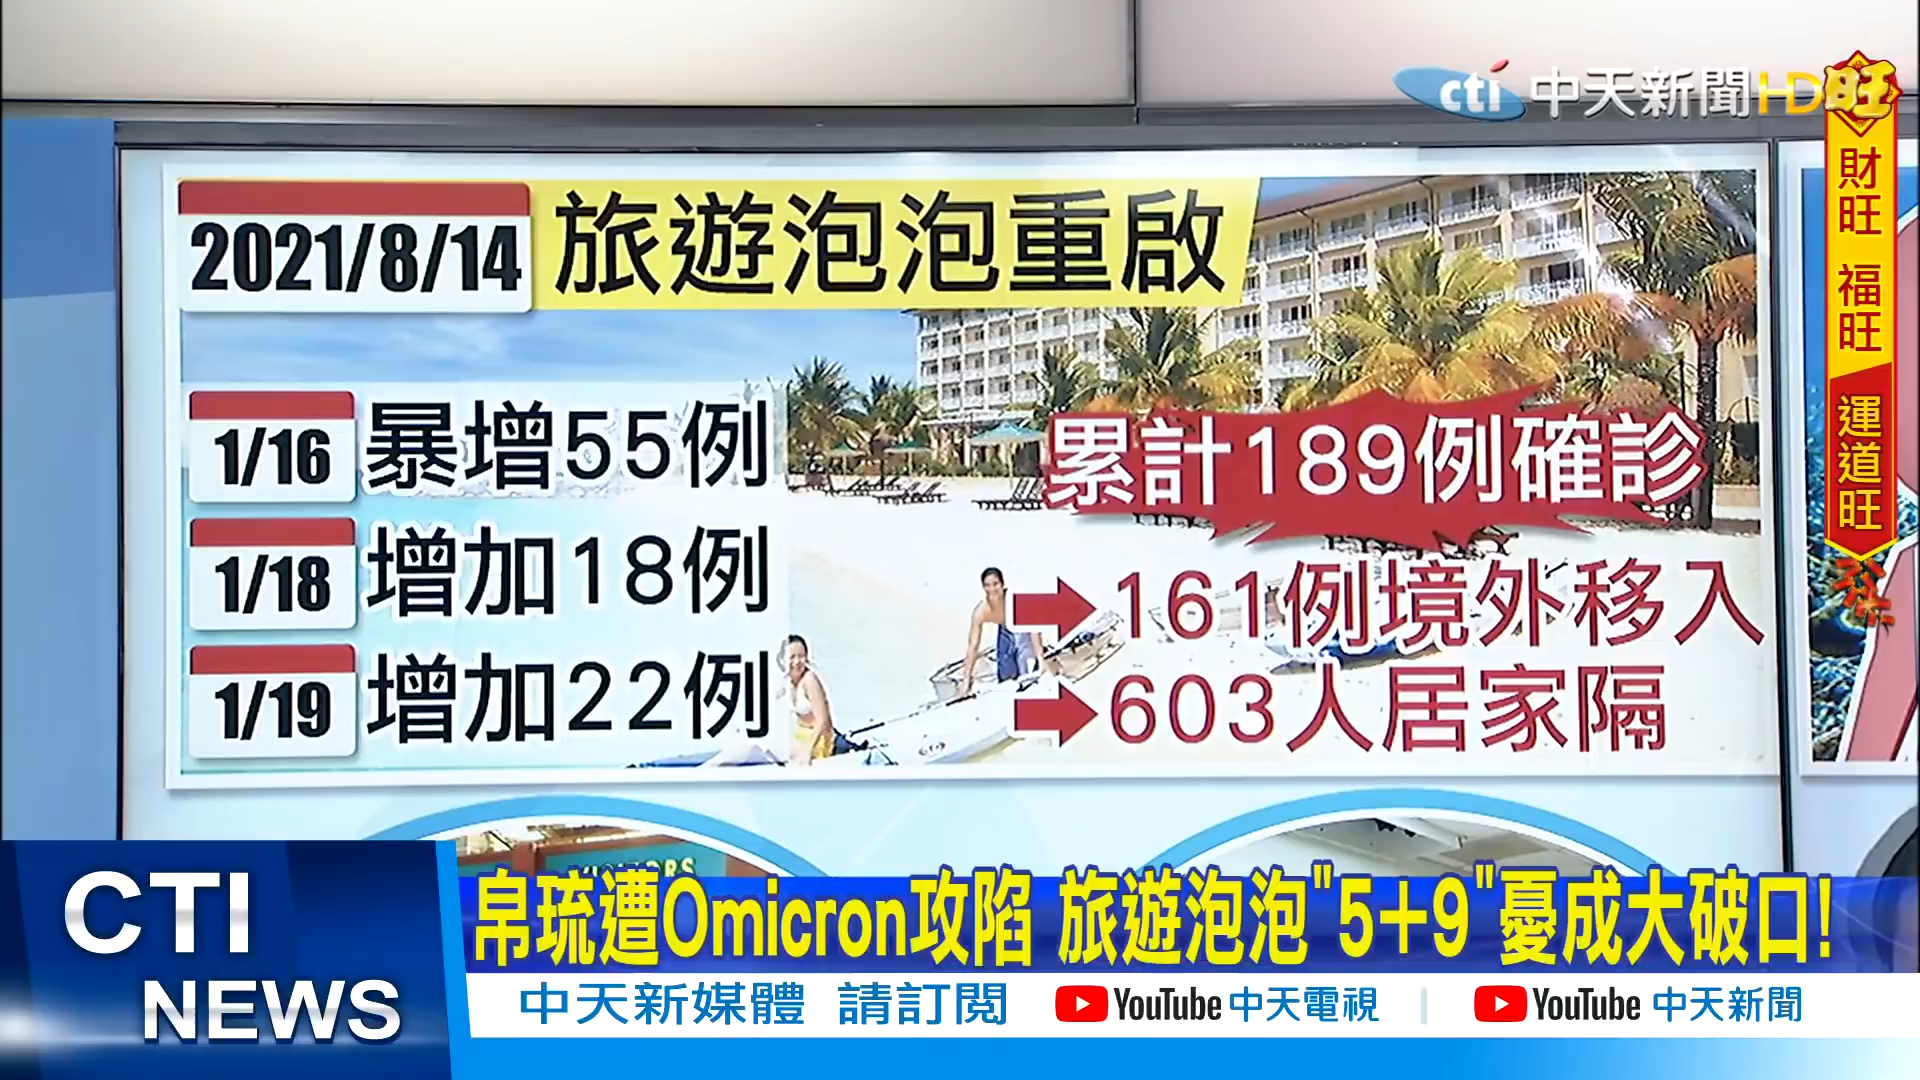 cti 中天新聞HD
旺
財旺 福旺 運道旺
2021/8/14 旅遊泡泡重啟
1/16 暴增55例
累計189例確診
1/18 增加18例
161例境外移入
1/19 增加22例
603人居家隔
VISITORS
CTI NEWS
帛琉遭Omicron攻陷 旅遊泡泡"5+9"憂成大破口!
中天新媒體 請訂閱 YouTube 中天電視 | YouTube 中天新聞